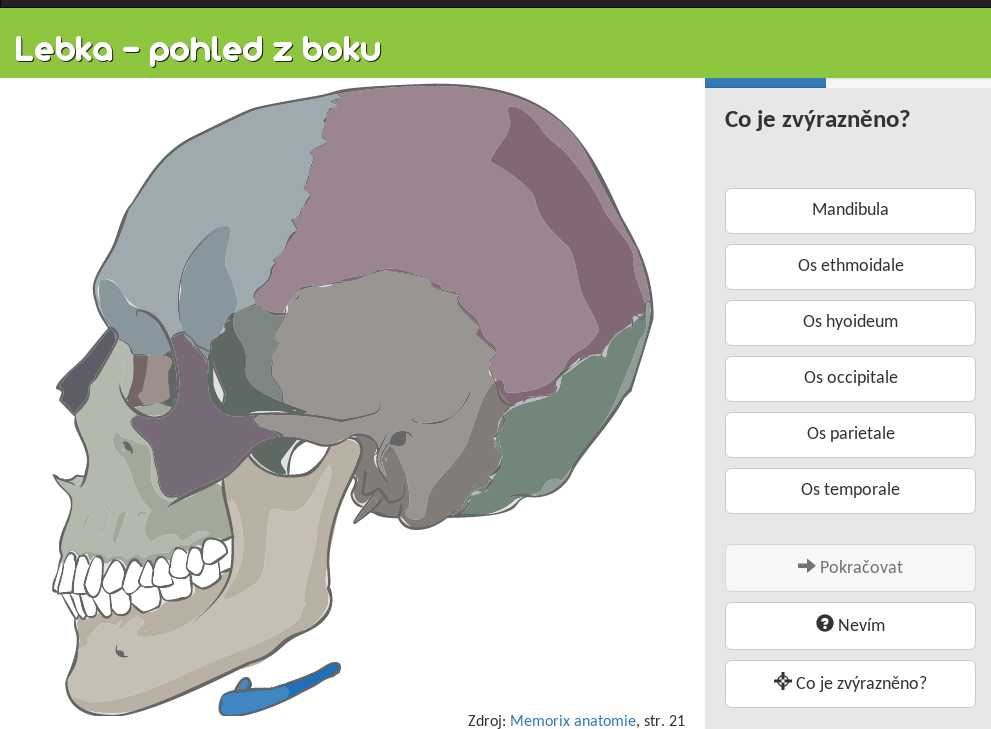 Lebka - pohled z boku
Co je zvýrazněno?
Mandibula
Os ethmoidale
Os hyoideum
Os occipitale
Os parietale
Os temporale
Pokračovat
Nevím
Co je zvýrazněno?
Zdroj: Memorix anatomie, str. 21